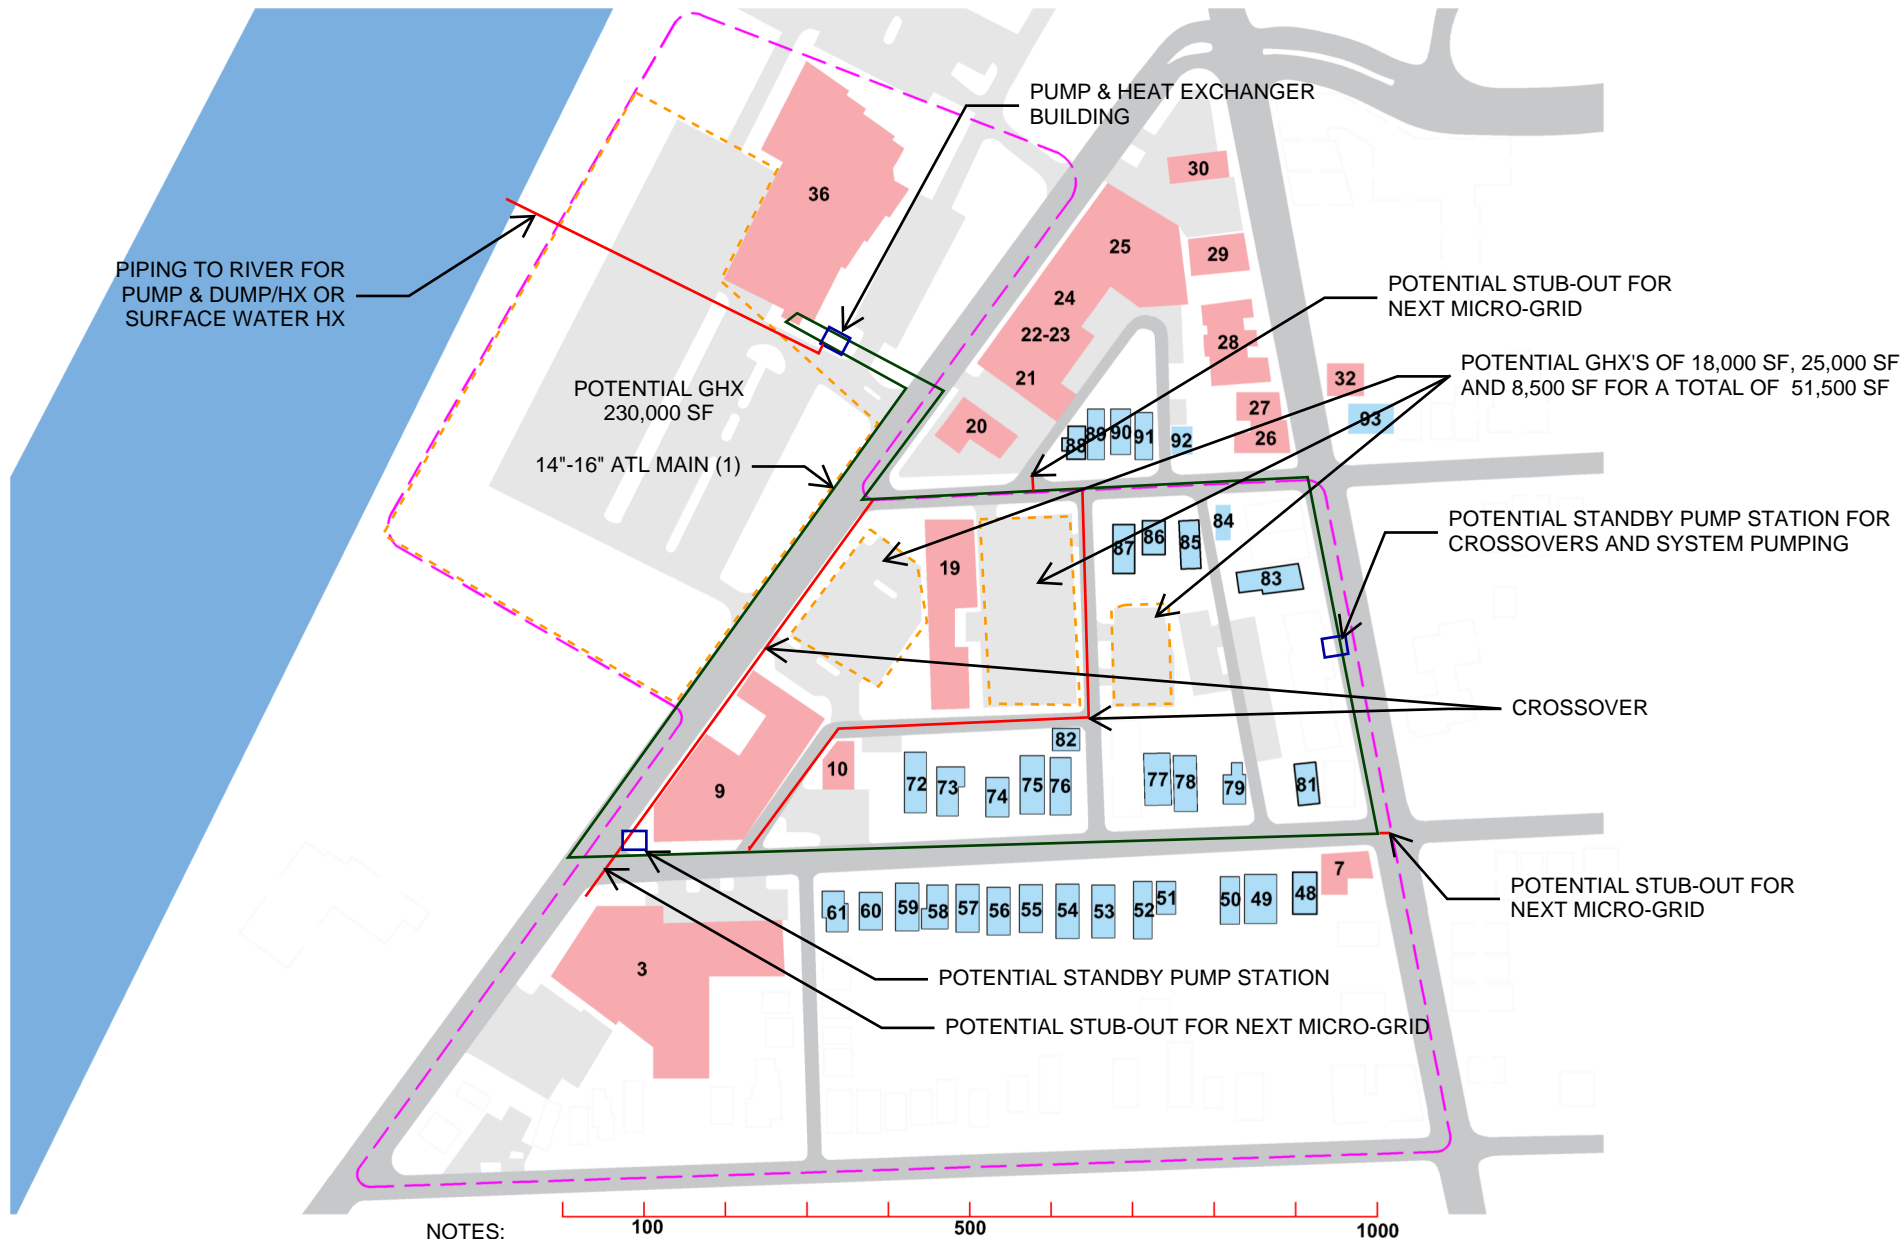 PUMP & HEAT EXCHANGER
BUILDING
30
36
25
29
PIPING TO RIVER FOR
PUMP & DUMP/HX OR
SURFACE WATER HX
POTENTIAL STUB-OUT FOR
NEXT MICRO-GRID
24
22-23
28
21
32
POTENTIAL GHX'S OF 18,000 SF, 25,000 SF
AND 8,500 SF FOR A TOTAL OF 51,500 SF
POTENTIAL GHX
230,000 SF
27
26
93
20
88
89
90
91
92
14"-16" ATL MAIN (1)
POTENTIAL STANDBY PUMP STATION FOR
CROSSOVERS AND SYSTEM PUMPING
87
86
85
84
19
83
CROSSOVER
82
10
9
72
73
74
75
76
77
78
79
81
7
POTENTIAL STUB-OUT FOR
NEXT MICRO-GRID
61
60
59
58
57
56
55
54
53
52
51
50
49
48
3
POTENTIAL STANDBY PUMP STATION
POTENTIAL STUB-OUT FOR NEXT MICRO-GRID
NOTES:
100
500
1000